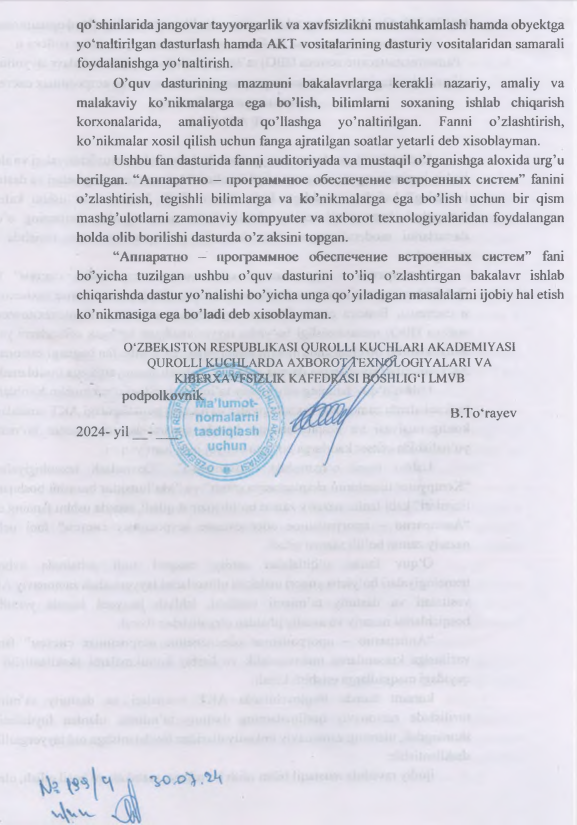 qo‘shinlarida jangovar tayyorgarlik va xavfsizlikni mustahkamlash hamda obyektga
yo‘naltirilgan dasturlash hamda AKT vositalarining dasturiy vositalaridan samarali
foydalanishga yo‘naltirish.
O’quv dasturining mazmuni bakalavrlarga kerakli nazariy, amaliy va
malakaviy ko’nikmalarga ega bo’lish, bilimlarni soxaning ishlab chiqarish
korxonalarida, amaliyotda qo’llashga yo’naltirilgan. Fanni o’zlashtirish,
ko’nikmalar xosil qilish uchun fanga ajratilgan soatlar yetarli deb xisoblayman.
Ushbu fan dasturida fanni auditoriyada va mustaqil o’rganishga aloxida urg’u
berilgan. “Аппаратно – программное обеспечение встроенных систем” fanini
o’zlashtirish, tegishli bilimlarga va ko’nikmalarga ega bo’lish uchun bir qism
mashg’ulotlarni zamonaviy kompyuter va axborot texnologiyalaridan foydalangan
holda olib borilishi dasturda o’z aksini topgan.
“Аппаратно – программное обеспечение встроенных систем” fani
bo’yicha tuzilgan ushbu o’quv dasturini to’liq o’zlashtirgan bakalavr ishlab
chiqarishda dastur yo’nalishi bo’yicha unga qo’yiladigan masalalarni ijobiy hal etish
ko’nikmasiga ega bo’ladi deb xisoblayman.
O‘ZBEKISTON RESPUBLIKASI QUROLLI KUCHLARI AKADEMIYASI
QUROLLI KUCHLARDA AXBOROT TEXNOLOGIYALARI VA
KIBERXAVFSIZLIK KAFEDRASI BOSHLIG‘I LMVB
podpolkovnik
B.To‘rayev
2024- yil __-____
Ma'lumot-
nomalarni
tasdiqlash
uchun
№ 199/4 30.07.24